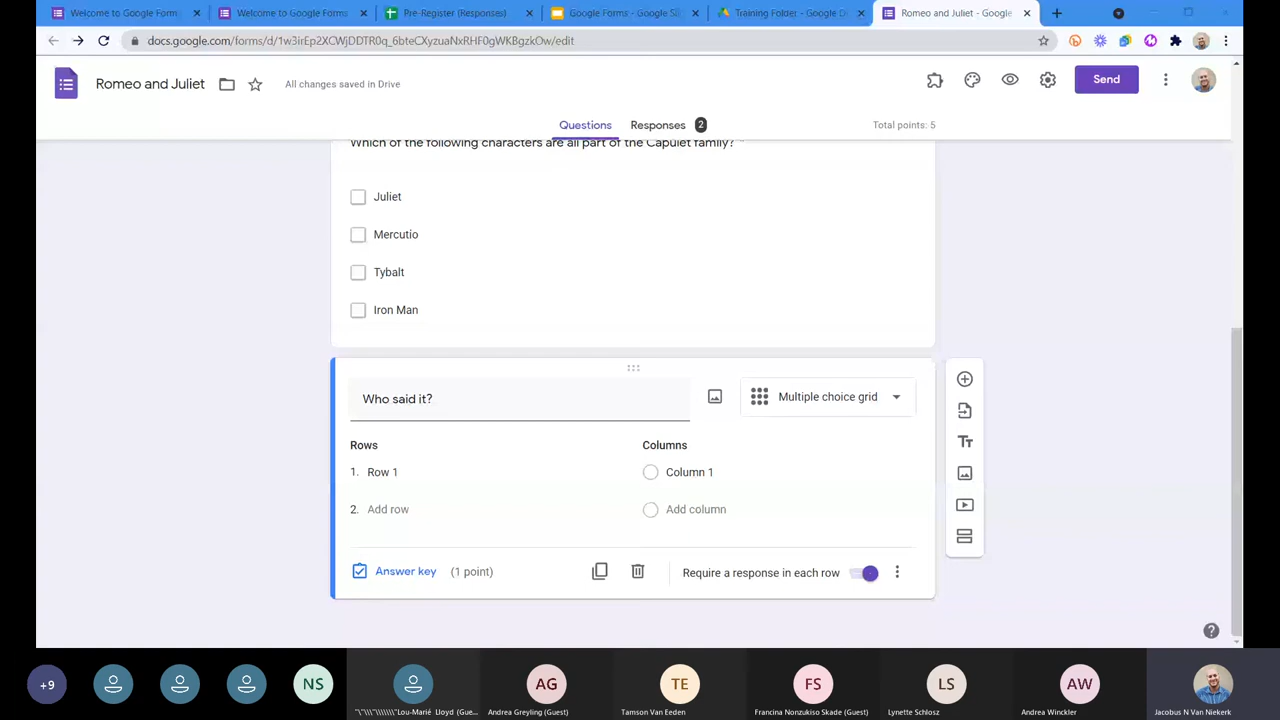 Welcome to Google Form
Welcome to Google Forms
Pre-Register (Responses)
Google Forms - Google Sli
Training Folder - Google D
Romeo and Juliet - Google
docs.google.com/forms/d/1w3irEp2XCWjDDTR0q_6bteCXyzuaNxRHF0gWKBgzkOw/edit
Romeo and Juliet
All changes saved in Drive
Send
Questions
Responses 2
Total points: 5
Which of the following characters are all part of the Capulet family? *
Juliet
Mercutio
Tybalt
Iron Man
Who said it?
Multiple choice grid
Rows
Columns
1. Row 1
Column 1
2. Add row
Add column
Answer key (1 point)
Require a response in each row
+9
NS
AG
TE
FS
LS
AW
Lou-Marié Lloyd (Gue...
Andrea Greyling (Guest)
Tamson Van Eeden
Francina Nonzukiso Skade (Guest)
Lynette Schlosz
Andrea Winckler
Jacobus N Van Niekerk